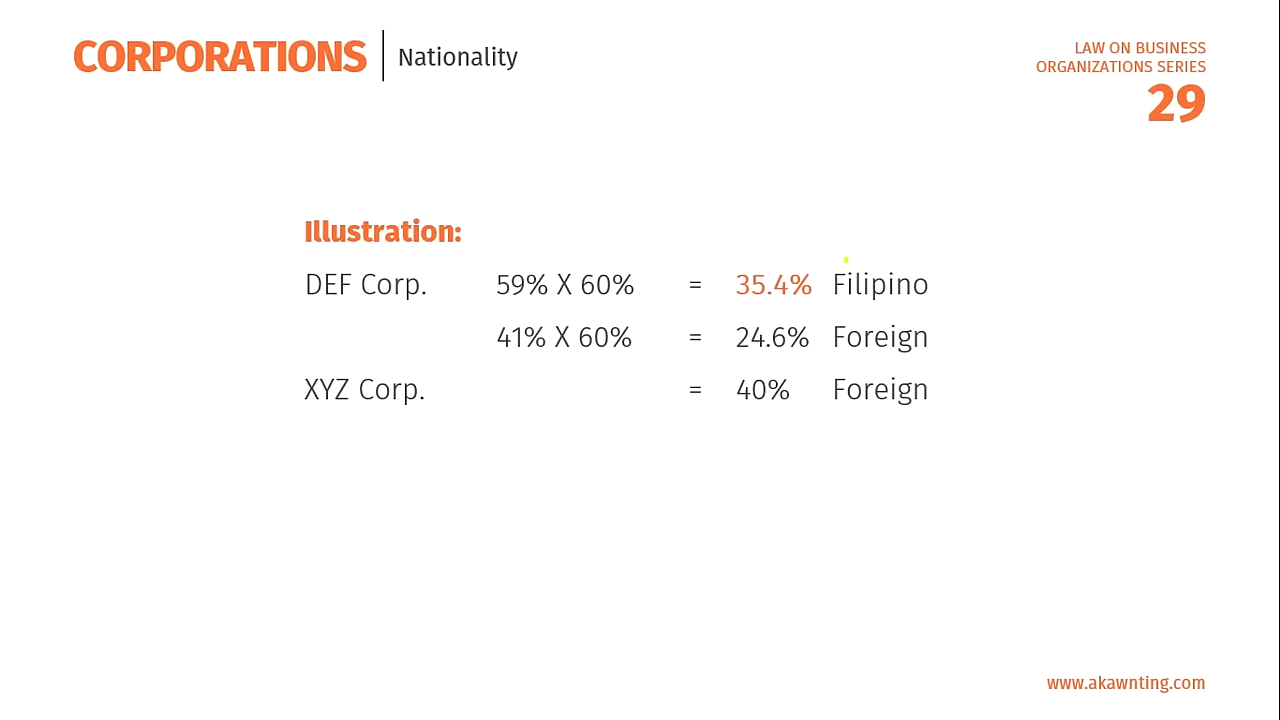 CORPORATIONS | Nationality
LAW ON BUSINESS
ORGANIZATIONS SERIES
29
Illustration:
DEF Corp. 59% X 60% = 35.4% Filipino
41% X 60% = 24.6% Foreign
XYZ Corp. = 40% Foreign
www.akawnting.com